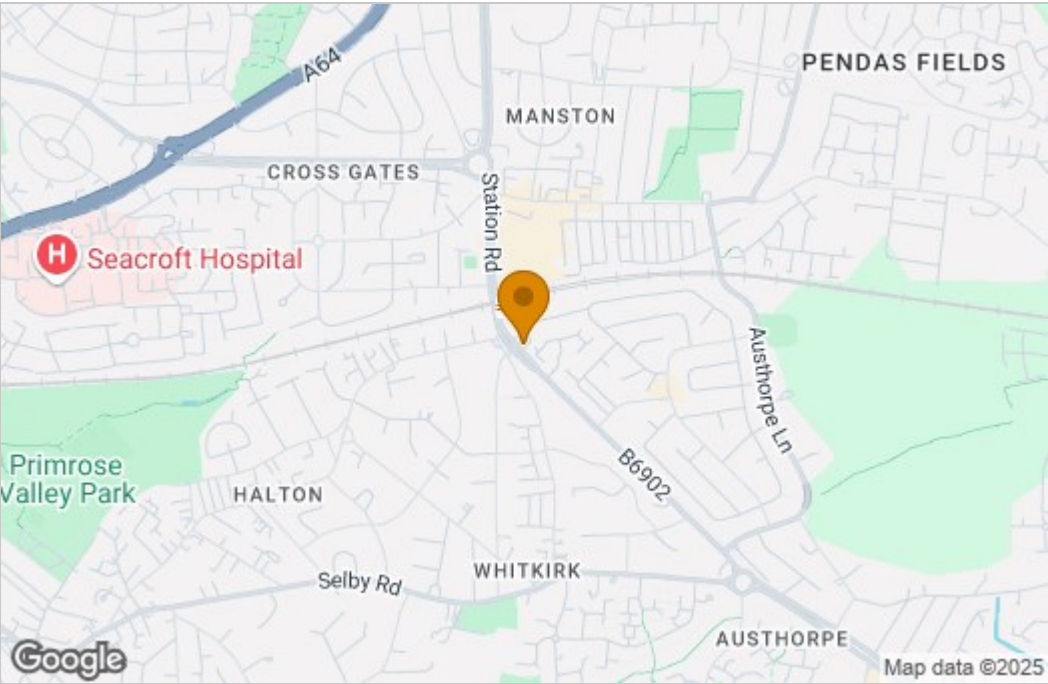 A64
PENDAS FIELDS
MANSTON
CROSS GATES
Station Rd
H
Seacroft Hospital
Austhorpe Ln
Primrose
Valley Park
HALTON
B6902
WHITKIRK
Selby Rd
AUSTHORPE
Google
Map data ©2025